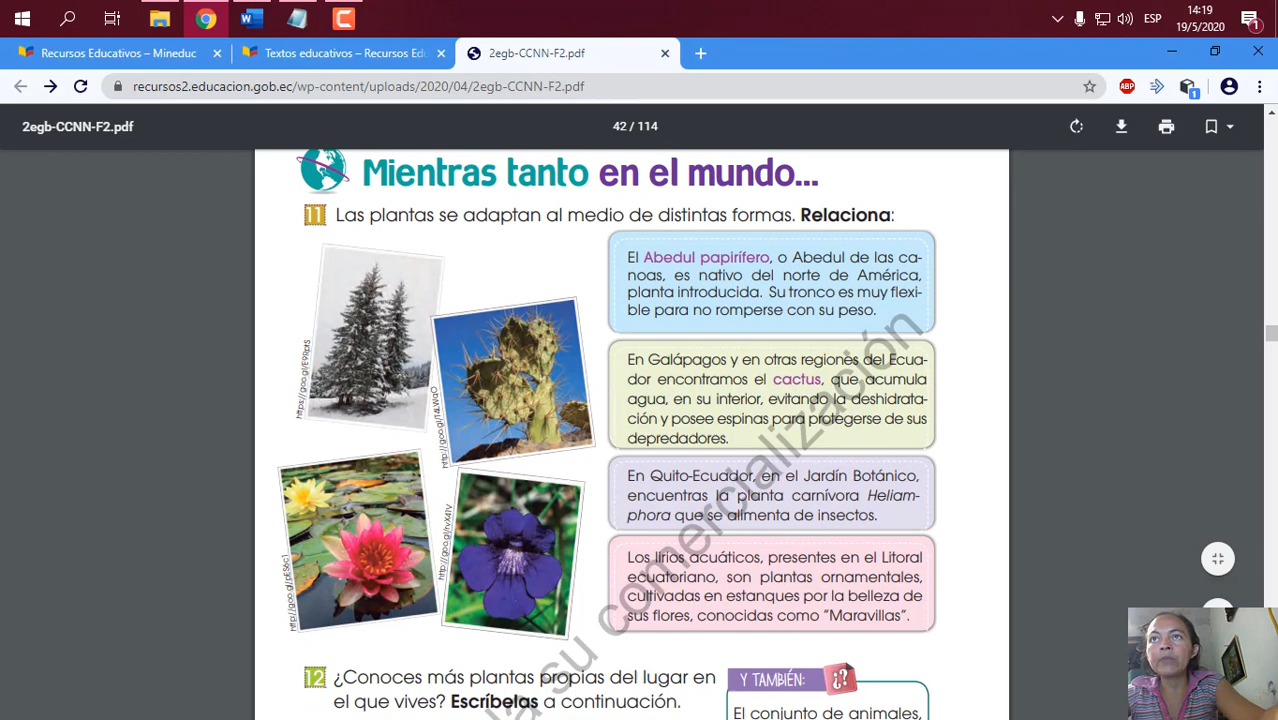 14:19
ESP
19/5/2020
1
Recursos Educativos – Mineduc
Textos educativos – Recursos Edu
2egb-CCNN-F2.pdf
recursos2.educacion.gob.ec/wp-content/uploads/2020/04/2egb-CCNN-F2.pdf
ABP
1
2egb-CCNN-F2.pdf
42 / 114
Mientras tanto en el mundo...
11 Las plantas se adaptan al medio de distintas formas. Relaciona:
El Abedul papirífero, o Abedul de las ca-
noas, es nativo del norte de América,
planta introducida. Su tronco es muy flexi-
ble para no romperse con su peso.
En Galápagos y en otras regiones del Ecua-
dor encontramos el cactus, que acumula
agua, en su interior, evitando la deshidrata-
ción y posee espinas para protegerse de sus
depredadores.
En Quito-Ecuador, en el Jardín Botánico,
encuentras la planta carnívora Heliam-
phora que se alimenta de insectos.
Los lirios acuáticos, presentes en el Litoral
ecuatoriano, son plantas ornamentales,
cultivadas en estanques por la belleza de
sus flores, conocidas como "Maravillas".
12 ¿Conoces más plantas propias del lugar en
el que vives? Escríbelas a continuación.
Y TAMBIÉN: ¿?
El conjunto de animales,
la su comercialización